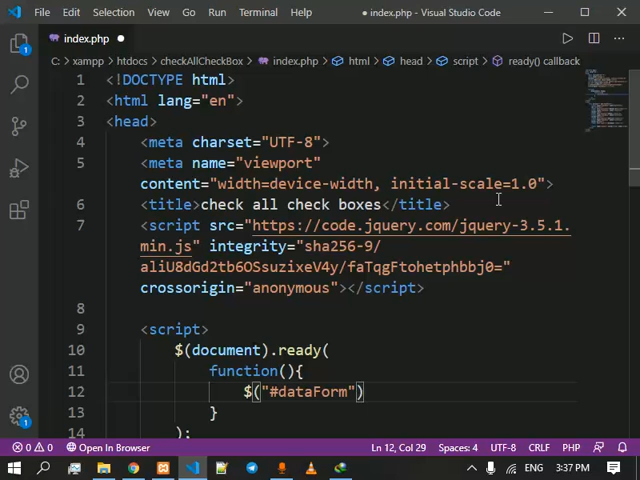 File Edit Selection View Go Run Terminal Help ● index.php - Visual Studio Code
index.php ●
C: > xampp > htdocs > checkAllCheckBox > index.php > html > head > script > ready() callback
1 <!DOCTYPE html>
2 <html lang="en">
3 <head>
4 <meta charset="UTF-8">
5 <meta name="viewport"
content="width=device-width, initial-scale=1.0">
6 <title>check all check boxes</title>
7 <script src="https://code.jquery.com/jquery-3.5.1.
min.js" integrity="sha256-9/
aliU8dGd2tb6OSsuzixeV4y/faTqgFtohetphbbj0="
crossorigin="anonymous"></script>
8
9 <script>
10 $(document).ready(
11 function(){
12 $("#dataForm")
13 }
14 );
1
1
0 0 Open In Browser Ln 12, Col 29 Spaces: 4 UTF-8 CRLF PHP
ENG 3:37 PM